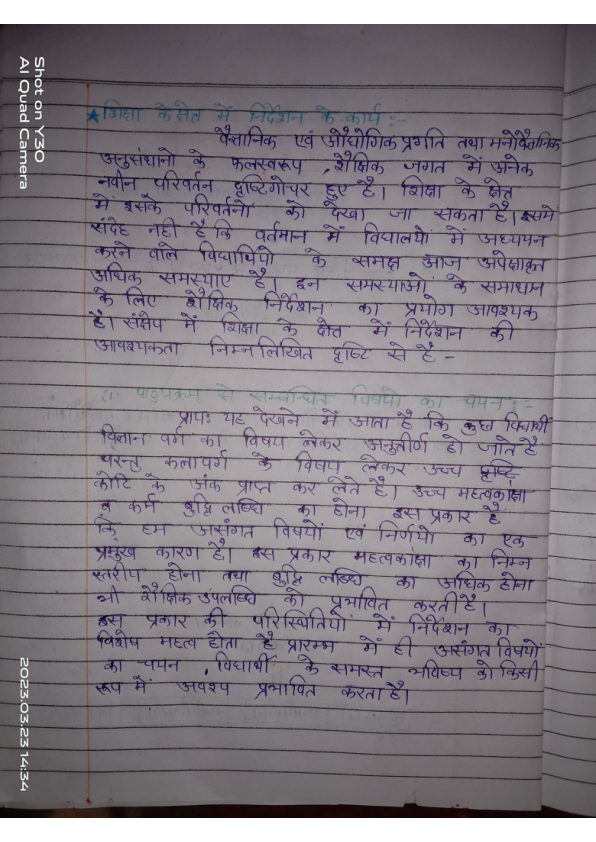 ★ शिक्षा के क्षेत्र में निर्देशन के कार्य :-
वैज्ञानिक एवं औद्योगिक प्रगति तथा मनोवैज्ञानिक
अनुसंधानो के फलस्वरूप , शैक्षिक जगत में अनेक
नवीन परिवर्तन दृष्टिगोचर हुए है। शिक्षा के क्षेत्र
में इसके परिवर्तनो को देखा जा सकता है। इसमें
संदेह नही है कि वर्तमान में विद्यालयों में अध्ययन
करने वाले विद्यार्थियो के समक्ष आज अपेक्षाकृत
अधिक समस्याए है। इन समस्याओं के समाधान
के लिए शैक्षिक निर्देशन का प्रयोग आवश्यक
है। संक्षेप में शिक्षा के क्षेत्र में निर्देशन की
आवश्यकता निम्नलिखित दृष्टि से है -
(1) पाठ्यक्रम से सम्बन्धित विषयो का चयन :-
प्रायः यह देखने में आता है कि कुछ विद्यार्थी
विज्ञान वर्ग का विषय लेकर अनुतीर्ण हो जाते है
परन्तु कलावर्ग के विषय लेकर उच्च दृष्टि
कोटि के अंक प्राप्त कर लेते है। उच्च महत्वकांक्षा
व कम बुद्धि लब्धि का होना इस प्रकार है
कि हम असंगत विषयों एवं निर्णयो का एक
प्रमुख कारण है। इस प्रकार महत्वकांक्षा का निम्न
स्तरीय होना तथा बुद्धि लब्धि का अधिक होना
भी शैक्षिक उपलब्धि को प्रभावित करती है।
इस प्रकार की परिस्थितियों में निर्देशन का
विशेष महत्व होता है प्रारम्भ में ही असंगत विषयों
का चयन , विद्यार्थी के समस्त भविष्य को किसी
रूप में अवश्य प्रभावित करता है।
Shot on Y30
AI Quad Camera
2023.03.23 14:34